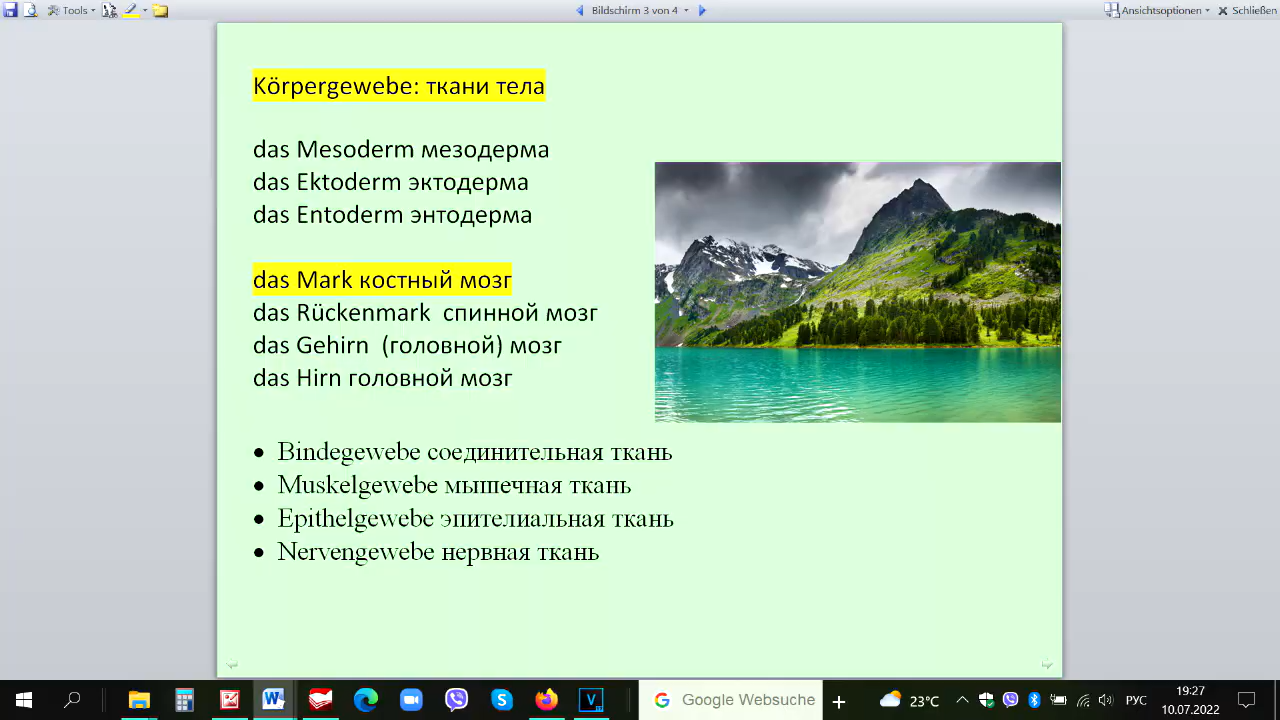 Tools
Bildschirm 3 von 4
Ansichtsoptionen
Schließen
Körpergewebe: ткани тела
das Mesoderm мезодерма
das Ektoderm эктодерма
das Entoderm энтодерма
das Mark костный мозг
das Rückenmark спинной мозг
das Gehirn (головной) мозг
das Hirn головной мозг
• Bindegewebe соединительная ткань
• Muskelgewebe мышечная ткань
• Epithelgewebe эпителиальная ткань
• Nervengewebe нервная ткань
Google Websuche
23°C
РУС
19:27
10.07.2022